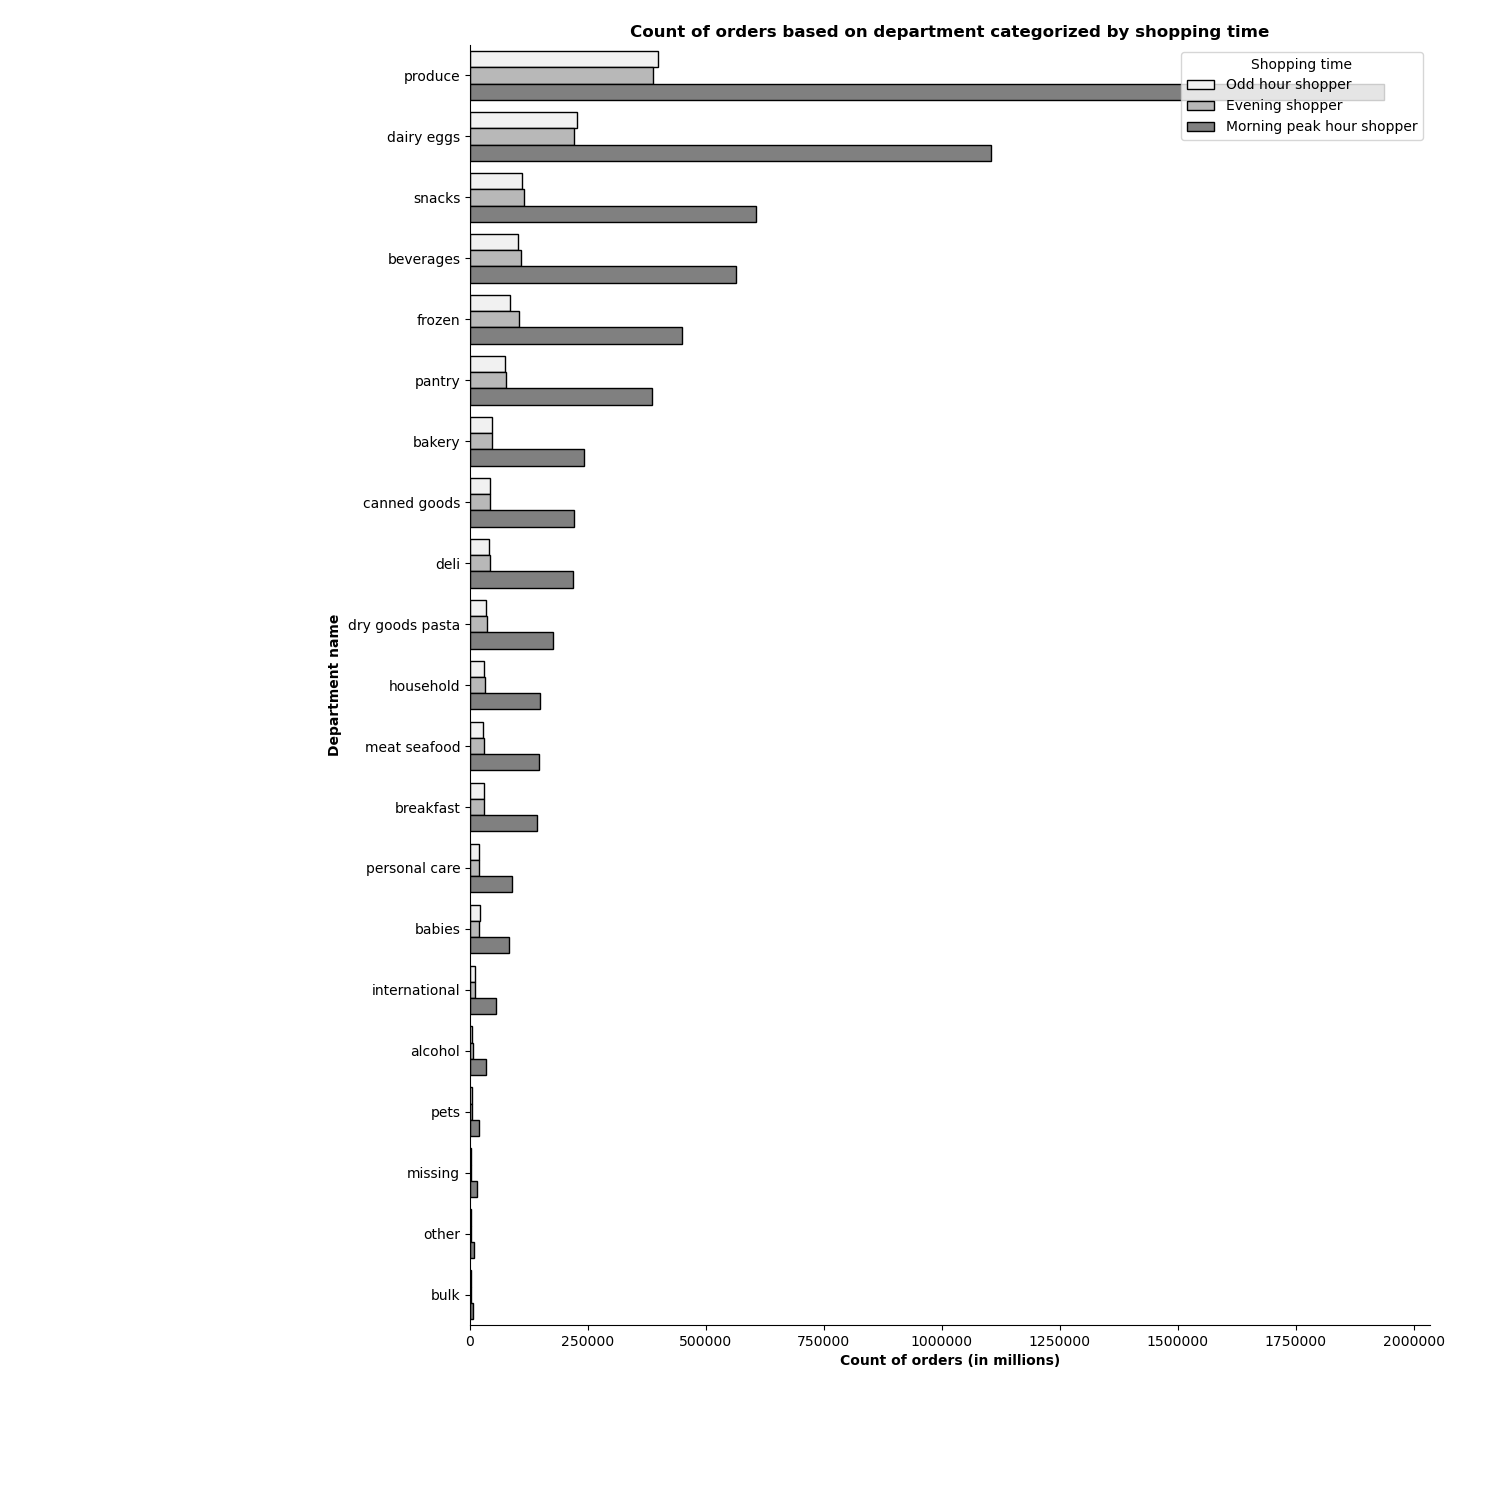 Count of orders based on department categorized by shopping time
Shopping time
Odd hour shopper
Evening shopper
Morning peak hour shopper
Department name
produce
dairy eggs
snacks
beverages
frozen
pantry
bakery
canned goods
deli
dry goods pasta
household
meat seafood
breakfast
personal care
babies
international
alcohol
pets
missing
other
bulk
0 250000 500000 750000 1000000 1250000 1500000 1750000 2000000
Count of orders (in millions)